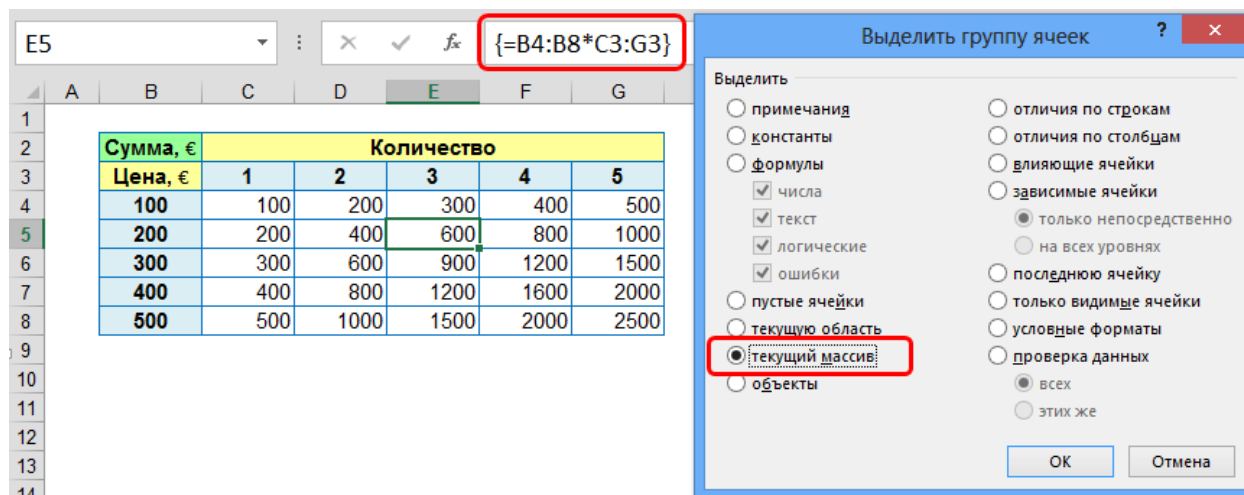 E5 fx {=B4:B8*C3:G3}
A B C D E F G
1
2 Сумма, € Количество
3 Цена, € 1 2 3 4 5
4 100 100 200 300 400 500
5 200 200 400 600 800 1000
6 300 300 600 900 1200 1500
7 400 400 800 1200 1600 2000
8 500 500 1000 1500 2000 2500
9
10
11
12
13
14
Выделить группу ячеек ? ×
Выделить
примечания
константы
формулы
числа
текст
логические
ошибки
пустые ячейки
текущую область
текущий массив
объекты
отличия по строкам
отличия по столбцам
влияющие ячейки
зависимые ячейки
только непосредственно
на всех уровнях
последнюю ячейку
только видимые ячейки
условные форматы
проверка данных
всех
этих же
ОК Отмена